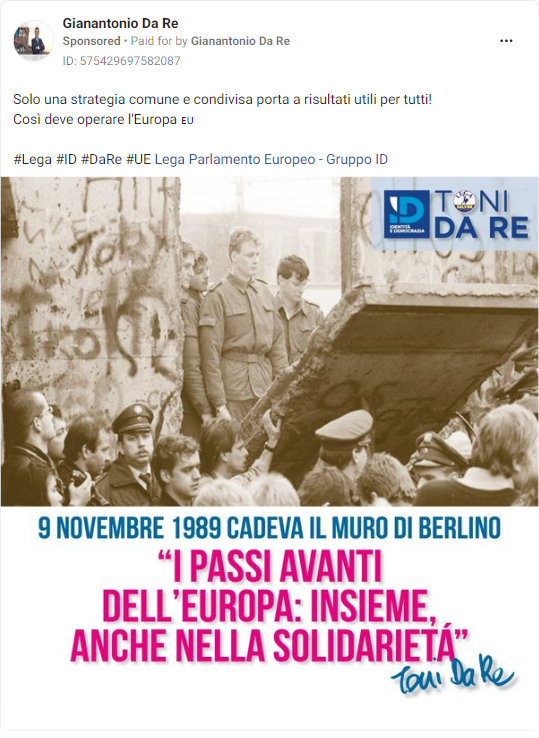 Gianantonio Da Re
Sponsored • Paid for by Gianantonio Da Re
ID: 575429697582087
Solo una strategia comune e condivisa porta a risultati utili per tutti!
Così deve operare l'Europa EU
#Lega #ID #DaRe #UE Lega Parlamento Europeo - Gruppo ID
ID
IDENTITÀ
E DEMOCRAZIA
TONI
DA RE
9 NOVEMBRE 1989 CADEVA IL MURO DI BERLINO
“I PASSI AVANTI
DELL'EUROPA: INSIEME,
ANCHE NELLA SOLIDARIETÁ”
Toni Da Re